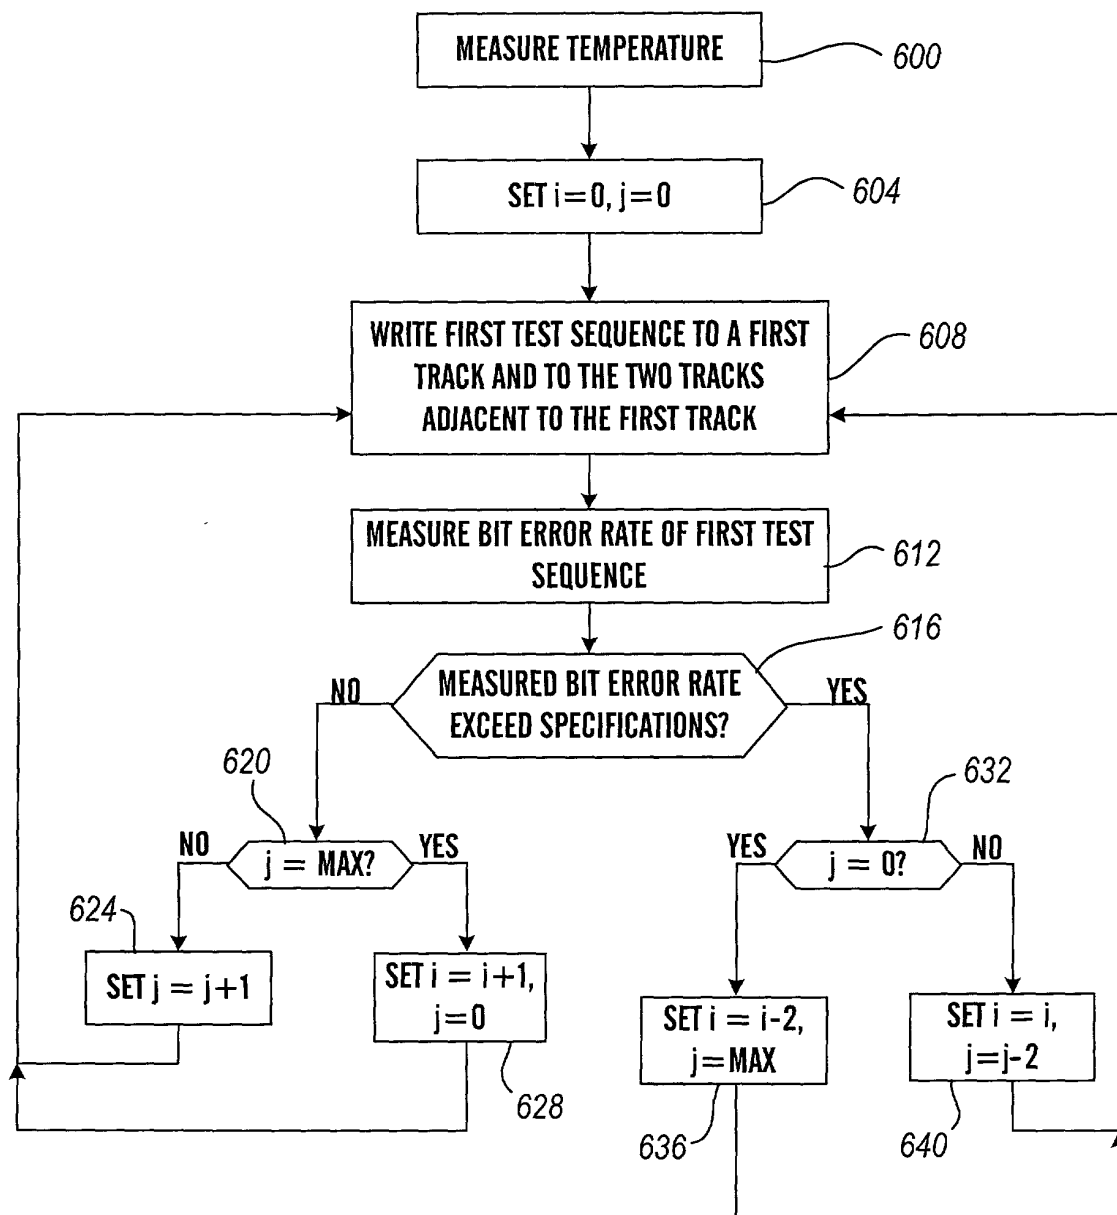 MEASURE TEMPERATURE
600
SET i=0, j=0
604
WRITE FIRST TEST SEQUENCE TO A FIRST
TRACK AND TO THE TWO TRACKS
ADJACENT TO THE FIRST TRACK
608
MEASURE BIT ERROR RATE OF FIRST TEST
SEQUENCE
612
616
MEASURED BIT ERROR RATE
EXCEED SPECIFICATIONS?
NO
YES
620
j = MAX?
NO
YES
632
j = 0?
YES
NO
624
SET j = j+1
SET i = i+1,
j=0
628
SET i = i-2,
j=MAX
636
SET i = i,
j=j-2
640